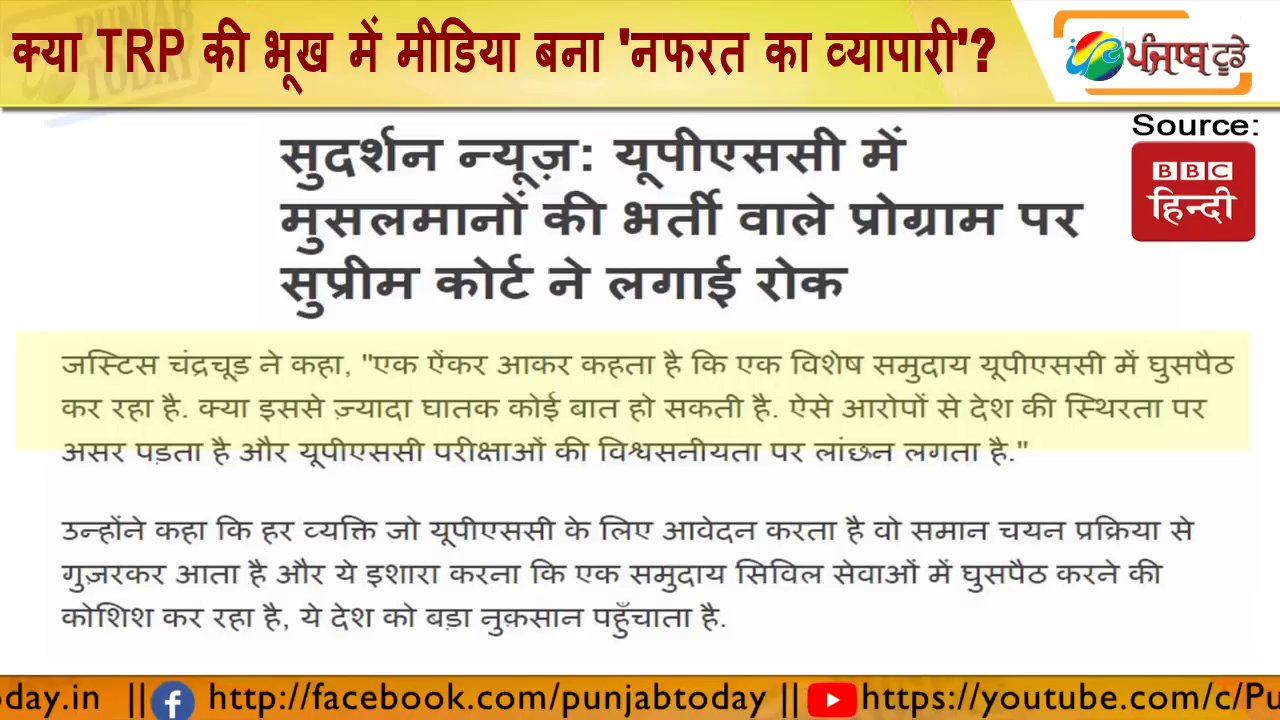 क्या TRP की भूख में मीडिया बना 'नफरत का व्यापारी'?
ਪੰਜਾਬ ਟੂਡੇ
Source:
BBC
हिन्दी
सुदर्शन न्यूज़: यूपीएससी में
मुसलमानों की भर्ती वाले प्रोग्राम पर
सुप्रीम कोर्ट ने लगाई रोक
जस्टिस चंद्रचूड ने कहा, "एक ऐंकर आकर कहता है कि एक विशेष समुदाय यूपीएससी में घुसपैठ
कर रहा है. क्या इससे ज़्यादा घातक कोई बात हो सकती है. ऐसे आरोपों से देश की स्थिरता पर
असर पड़ता है और यूपीएससी परीक्षाओं की विश्वसनीयता पर लांछन लगता है."
उन्होंने कहा कि हर व्यक्ति जो यूपीएससी के लिए आवेदन करता है वो समान चयन प्रक्रिया से
गुज़रकर आता है और ये इशारा करना कि एक समुदाय सिविल सेवाओं में घुसपैठ करने की
कोशिश कर रहा है, ये देश को बड़ा नुक़सान पहुँचाता है.
oday.in || http://facebook.com/punjabtoday || https://youtube.com/c/Pu